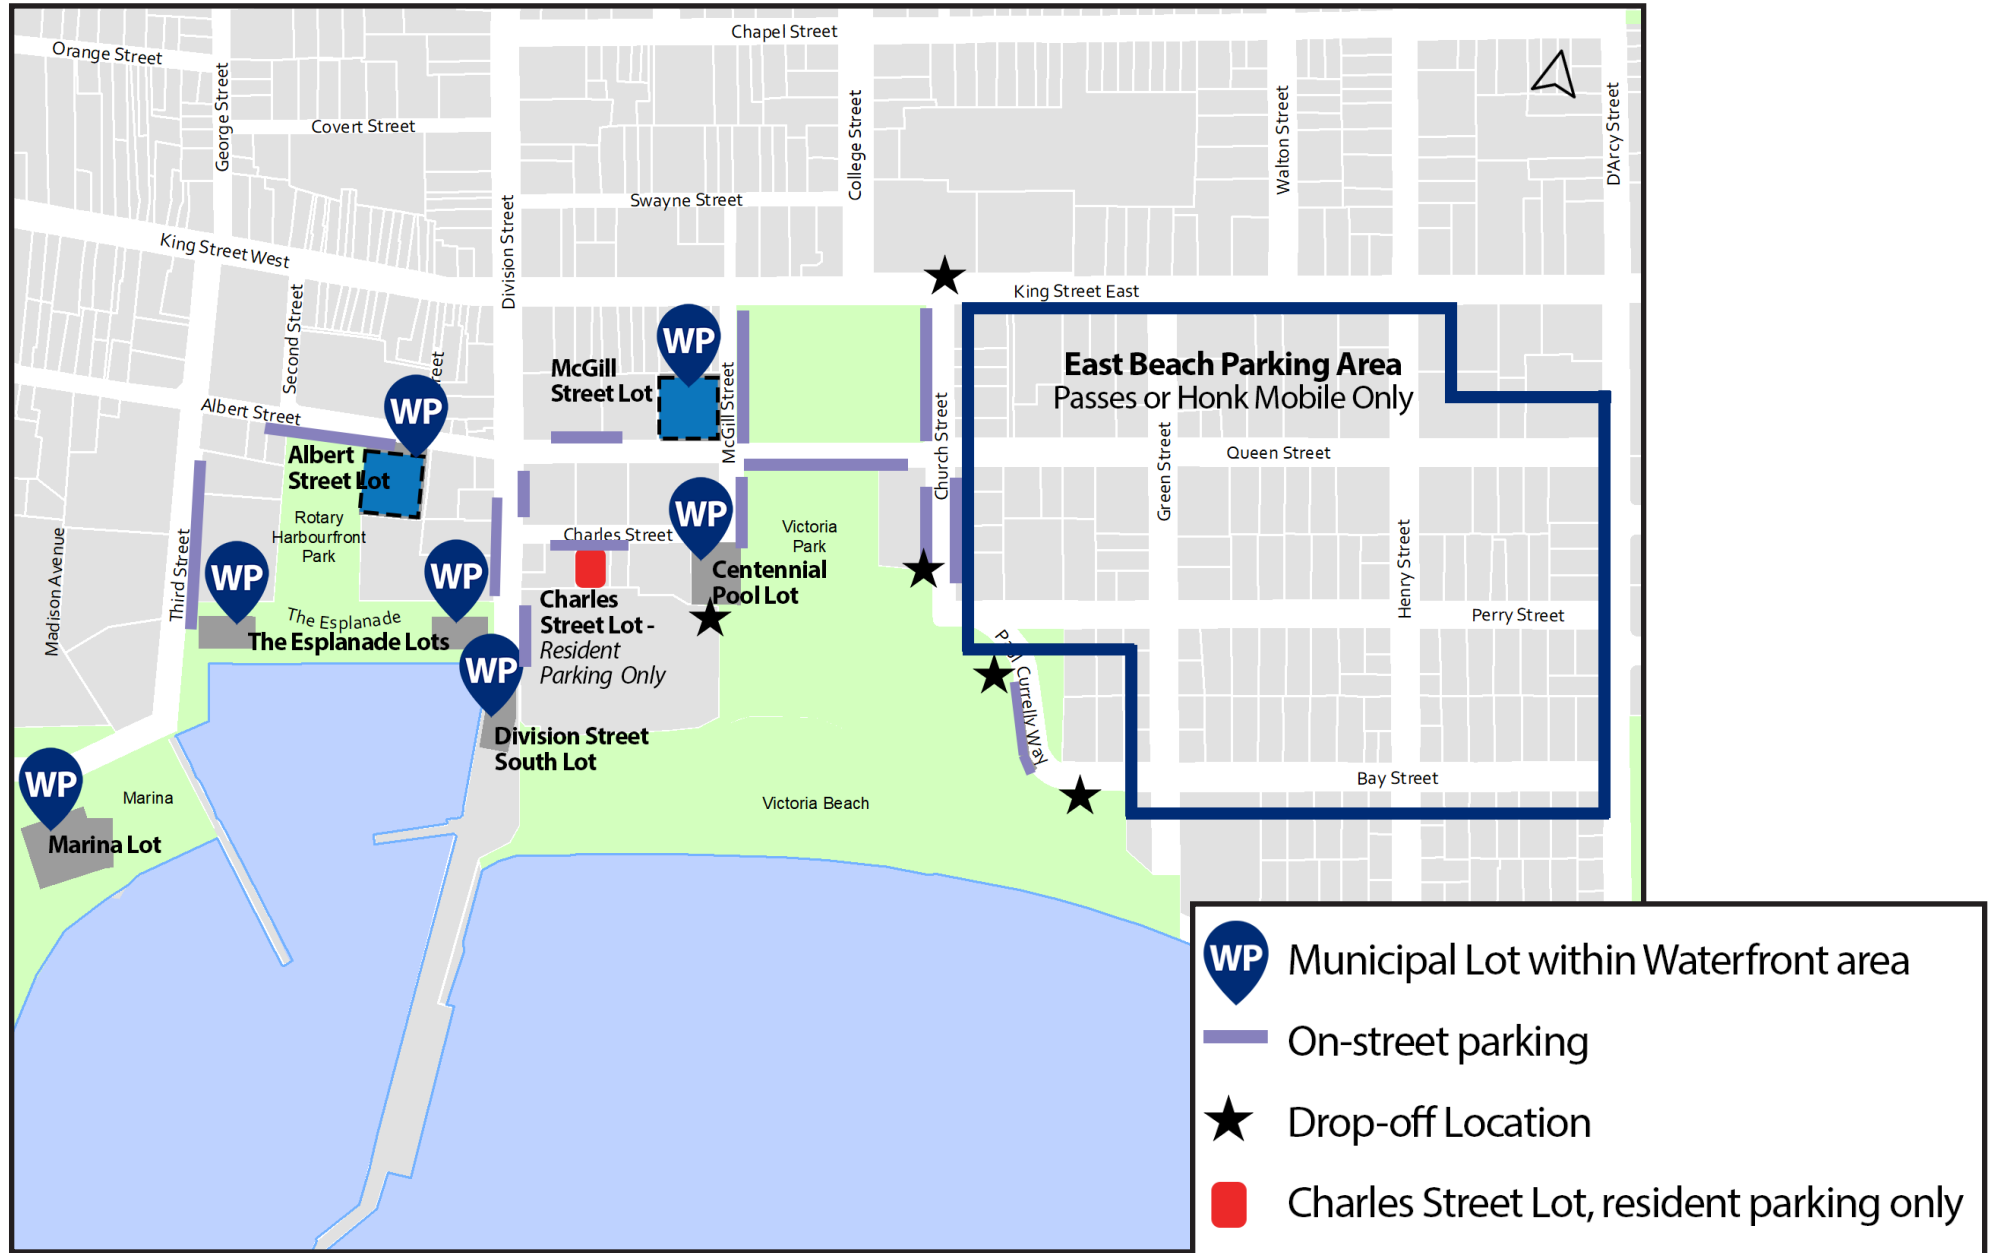 Chapel Street
Orange Street
George Street
Covert Street
College Street
Walton Street
D'Arcy Street
Swayne Street
Division Street
King Street West
King Street East
Second Street
WP
McGill
Street Lot
McGill Street
East Beach Parking Area
Passes or Honk Mobile Only
WP
Albert Street
Church Street
Green Street
Queen Street
Albert
Street Lot
WP
Rotary
Harbourfront
Park
Charles Street
Victoria
Park
Madison Avenue
Third Street
Henry Street
WP
WP
Centennial
Pool Lot
The Esplanade
The Esplanade Lots
Charles
Street Lot -
Resident
Parking Only
Perry Street
WP
Paul Currelly Way
Division Street
South Lot
Bay Street
WP
Marina
Victoria Beach
Marina Lot
WP Municipal Lot within Waterfront area
On-street parking
Drop-off Location
Charles Street Lot, resident parking only